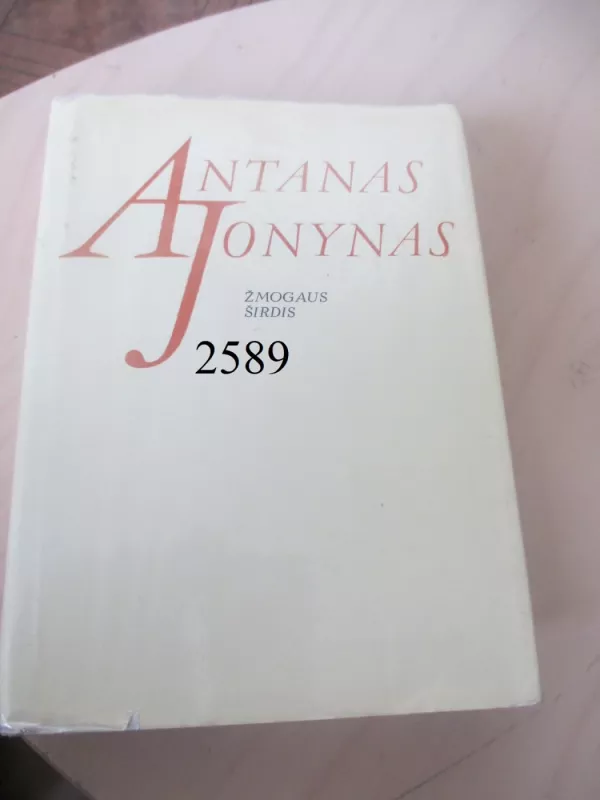 ANTANAS
JONYNAS
ŽMOGAUS
ŠIRDIS
2589